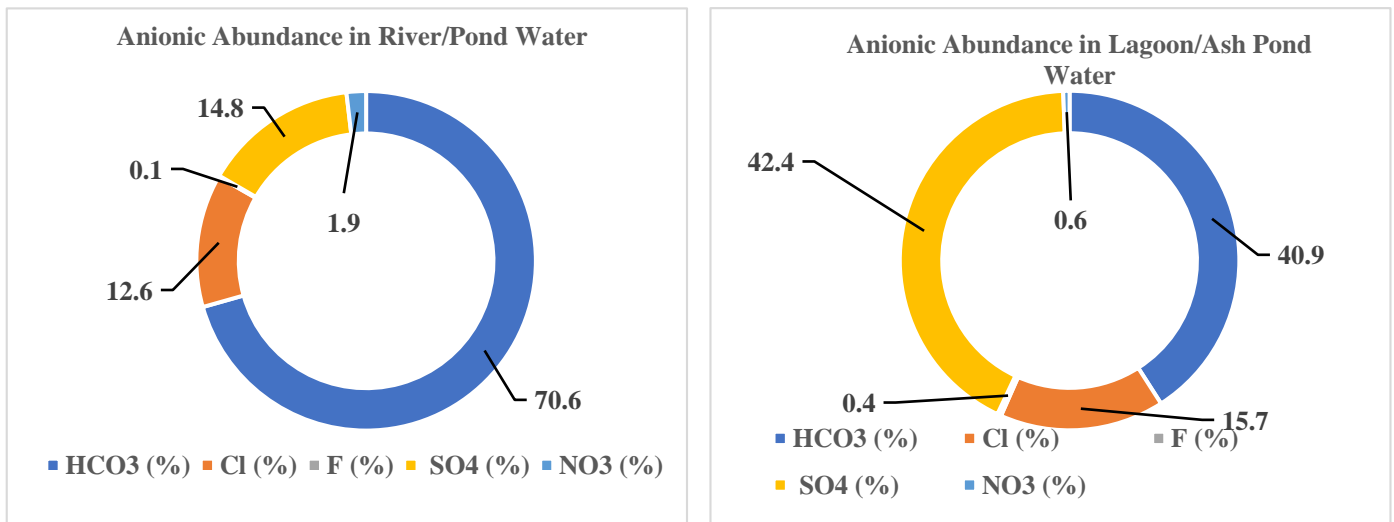 Anionic Abundance in River/Pond Water
14.8
0.1
1.9
12.6
70.6
HCO3 (%) Cl (%) F (%) SO4 (%) NO3 (%)
Anionic Abundance in Lagoon/Ash Pond
Water
42.4
0.6
40.9
0.4
15.7
HCO3 (%) Cl (%) F (%)
SO4 (%) NO3 (%)